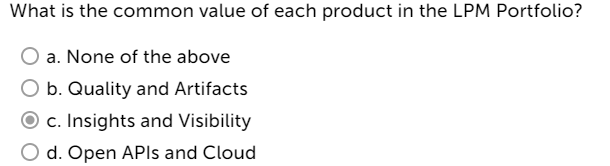 What is the common value of each product in the LPM Portfolio?
a. None of the above
b. Quality and Artifacts
c. Insights and Visibility
d. Open APIs and Cloud